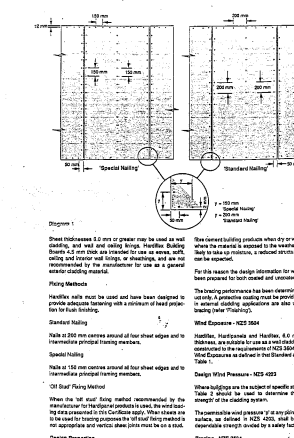 150 mm
200 mm
12 mm
150 mm
150 mm
200 mm
200 mm
50 mm
'Special Nailing'
'Standard Nailing'
50 mm
y = 150 mm
'Special Nailing'
y = 200 mm
'Standard Nailing'
Diagram 1
Sheet thicknesses 6.0 mm or greater may be used as wall
cladding, and wall and ceiling linings. Hardiflex Building
Boards 4.5 mm thick are intended for use as eaves, soffit,
ceiling and interior wall linings, or sheathings, and are not
recommended by the manufacturer for use as a general
exterior cladding material.
Fixing Methods
Hardiflex nails must be used and have been designed to
provide adequate fastening with a minimum of head projec-
tion for flush finishing.
Standard Nailing
Nails at 200 mm centres around all four sheet edges and to
intermediate principal framing members.
Special Nailing
Nails at 150 mm centres around all four sheet edges and to
intermediate principal framing members.
'Off Stud' Fixing Method
When the 'off stud' fixing method recommended by the
manufacturer for Hardipanel products is used, the wind load-
ing data presented in this Certificate apply. When sheets are
to be used for bracing purposes the 'off stud' fixing method is
not appropriate and vertical sheet joints must be on a stud.
fibre cement building products when dry or w
where the material is exposed to the weathe
likely to take up moisture, a reduced structu
can be expected.
For this reason the design information for w
been prepared for both coated and uncoate
The bracing performance has been determin
uct only. A protective coating must be provid
in external cladding applications are also
bracing (refer 'Finishing').
Wind Exposure - NZS 3604
Hardiflex, Hardipanels and Hardiflex, 6.0
thickness, are suitable for use as a wall cladd
constructed to the requirements of NZS 3604
Wind Exposures as defined in that Standard
Table 1.
Design Wind Pressure - NZS 4203
Where buildings are the subject of specific st
Table 2 should be used to determine th
strength' of the cladding system.
The basic design wind pressure 'p' at any poin
surface, as defined in NZS 4203, shall b
dependable strength divided by a safety fac